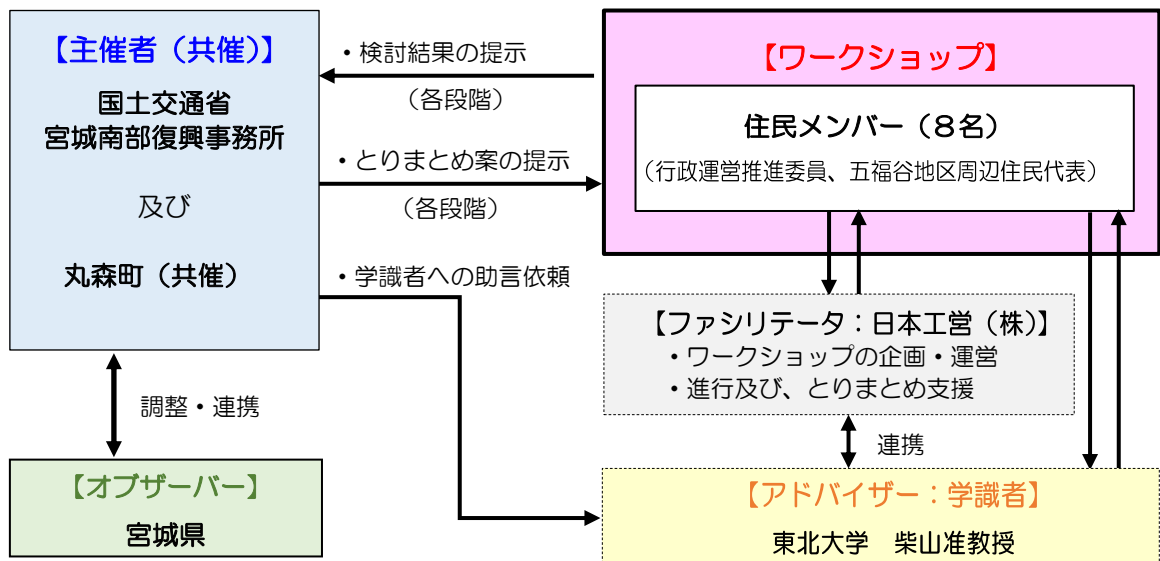 【主催者（共催）】
国土交通省
宮城南部復興事務所
及び
丸森町（共催）
・検討結果の提示
（各段階）
・とりまとめ案の提示
（各段階）
・学識者への助言依頼
【ワークショップ】
住民メンバー（８名）
（行政運営推進委員、五福谷地区周辺住民代表）
【ファシリテータ：日本工営（株）】
・ワークショップの企画・運営
・進行及び、とりまとめ支援
調整・連携
連携
【オブザーバー】
宮城県
【アドバイザー：学識者】
東北大学　柴山准教授